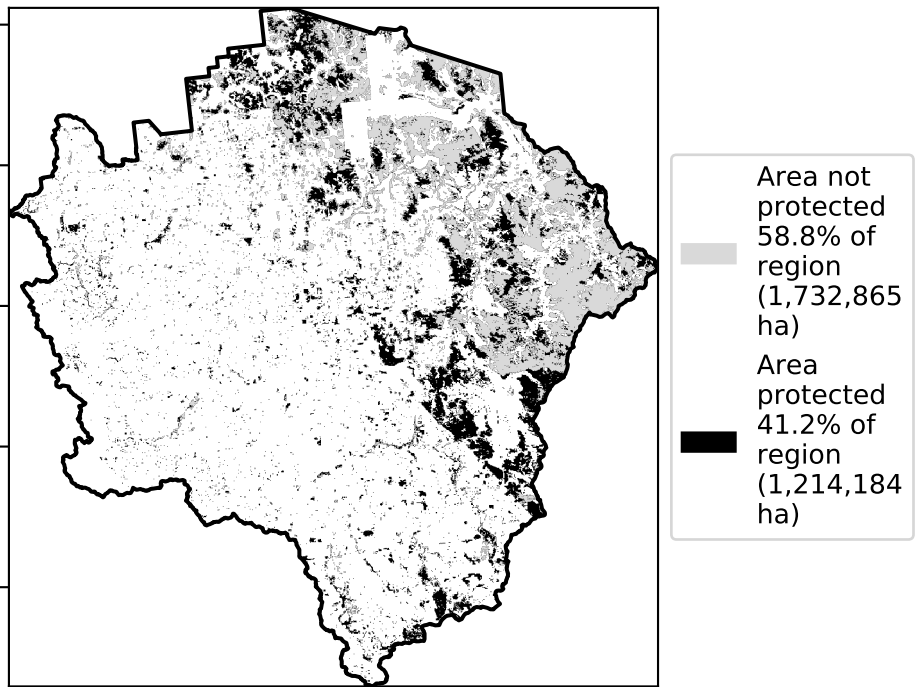 Area not
protected
58.8% of
region
(1,732,865
ha)
Area
protected
41.2% of
region
(1,214,184
ha)